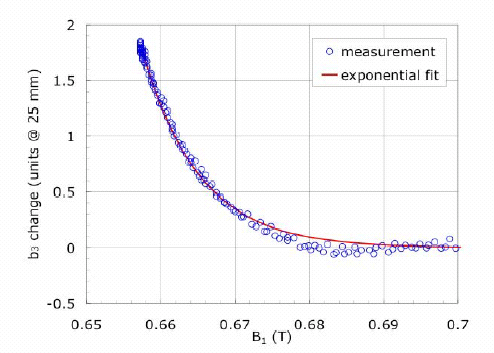 2
1.5
1
0.5
0
-0.5
b3 change (units @ 25 mm)
measurement
exponential fit
0.65 0.66 0.67 0.68 0.69 0.7
B1 (T)